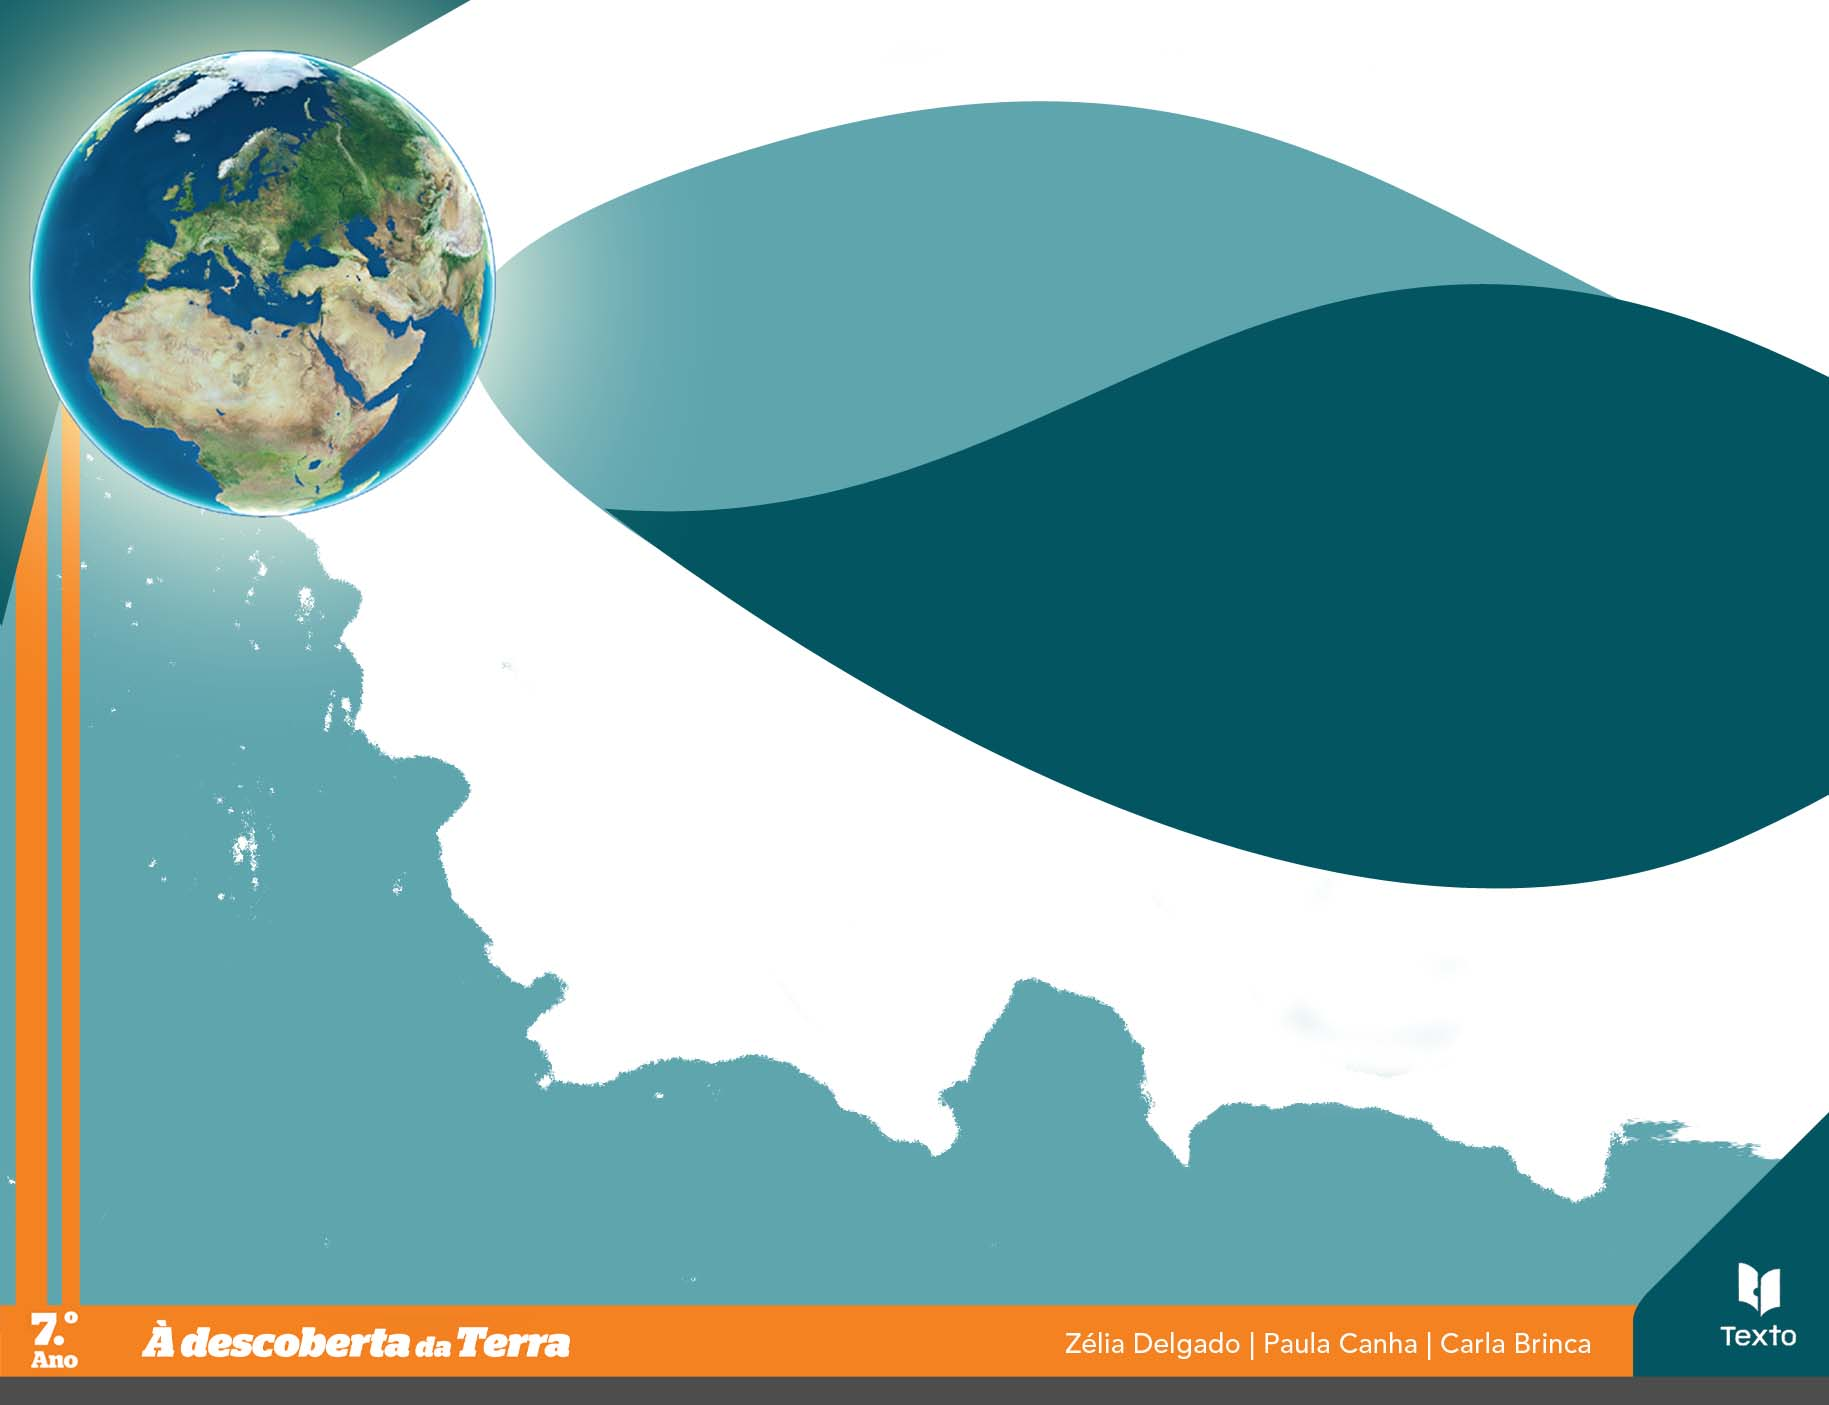 7.º
Ano
À descoberta da Terra
Zélia Delgado | Paula Canha | Carla Brinca
Texto